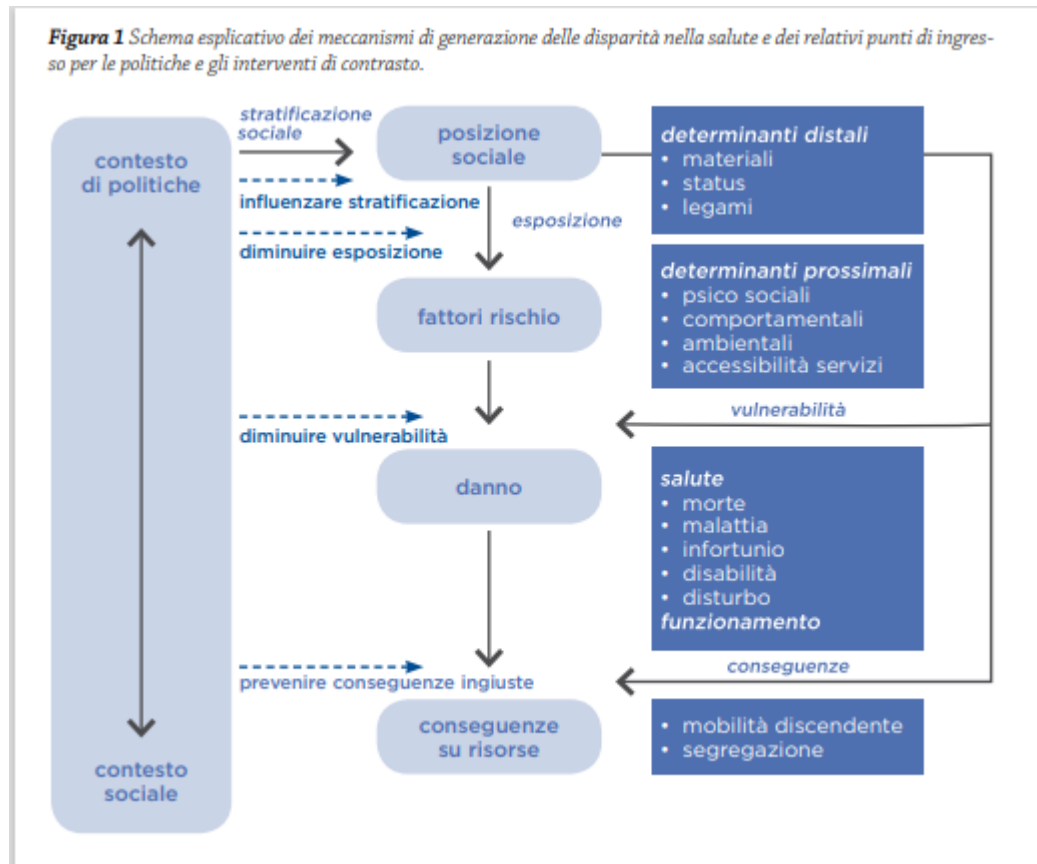 Figura 1 Schema esplicativo dei meccanismi di generazione delle disparità nella salute e dei relativi punti di ingres-
so per le politiche e gli interventi di contrasto.
contesto
di politiche
contesto
sociale
stratificazione
sociale
influenzare stratificazione
diminuire esposizione
diminuire vulnerabilità
prevenire conseguenze ingiuste
posizione
sociale
esposizione
fattori rischio
danno
conseguenze
su risorse
determinanti distali
• materiali
• status
• legami
determinanti prossimali
• psico sociali
• comportamentali
• ambientali
• accessibilità servizi
vulnerabilità
salute
• morte
• malattia
• infortunio
• disabilità
• disturbo
funzionamento
conseguenze
• mobilità discendente
• segregazione